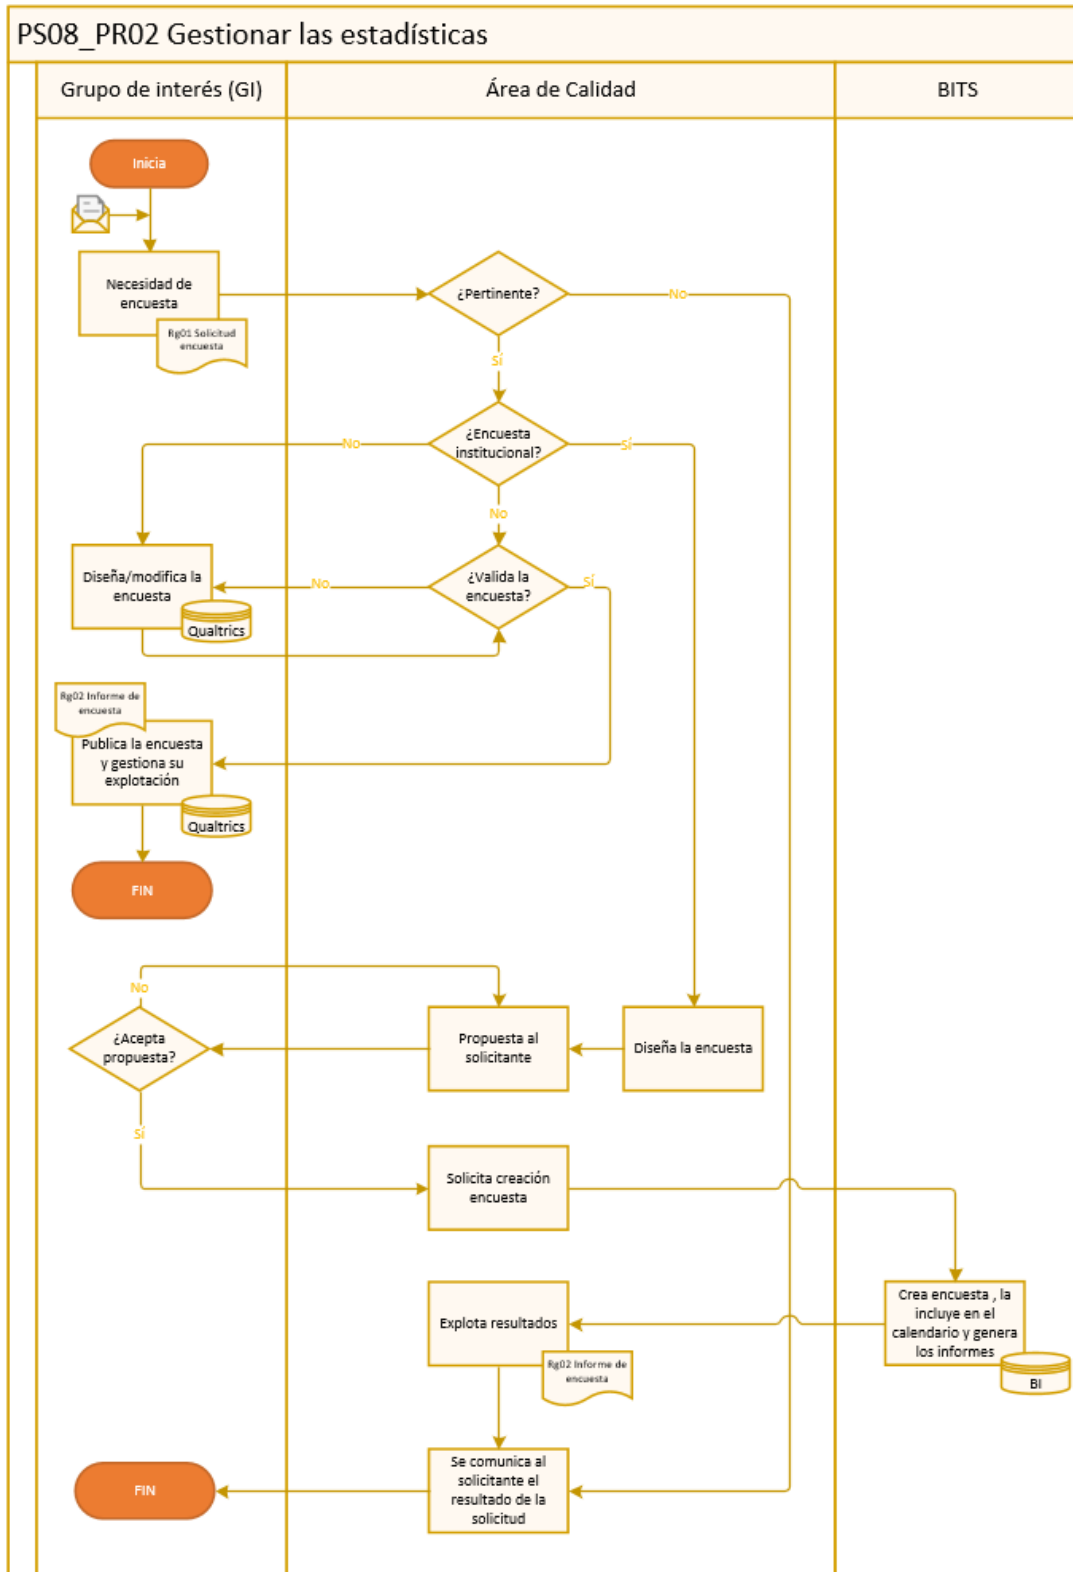 PS08_PR02 Gestionar las estadísticas
Grupo de interés (GI)
Área de Calidad
BITS
Inicia
Necesidad de
encuesta
Rg01 Solicitud
encuesta
¿Pertinente?
No
Sí
¿Encuesta
institucional?
No
Sí
No
Diseña/modifica la
encuesta
Qualtrics
No
¿Valida la
encuesta?
Sí
Rg02 Informe de
encuesta
Publica la encuesta
y gestiona su
explotación
Qualtrics
FIN
No
¿Acepta
propuesta?
Propuesta al
solicitante
Diseña la encuesta
Sí
Solicita creación
encuesta
Crea encuesta , la
incluye en el
calendario y genera
los informes
BI
Explota resultados
Rg02 Informe de
encuesta
Se comunica al
solicitante el
resultado de la
solicitud
FIN